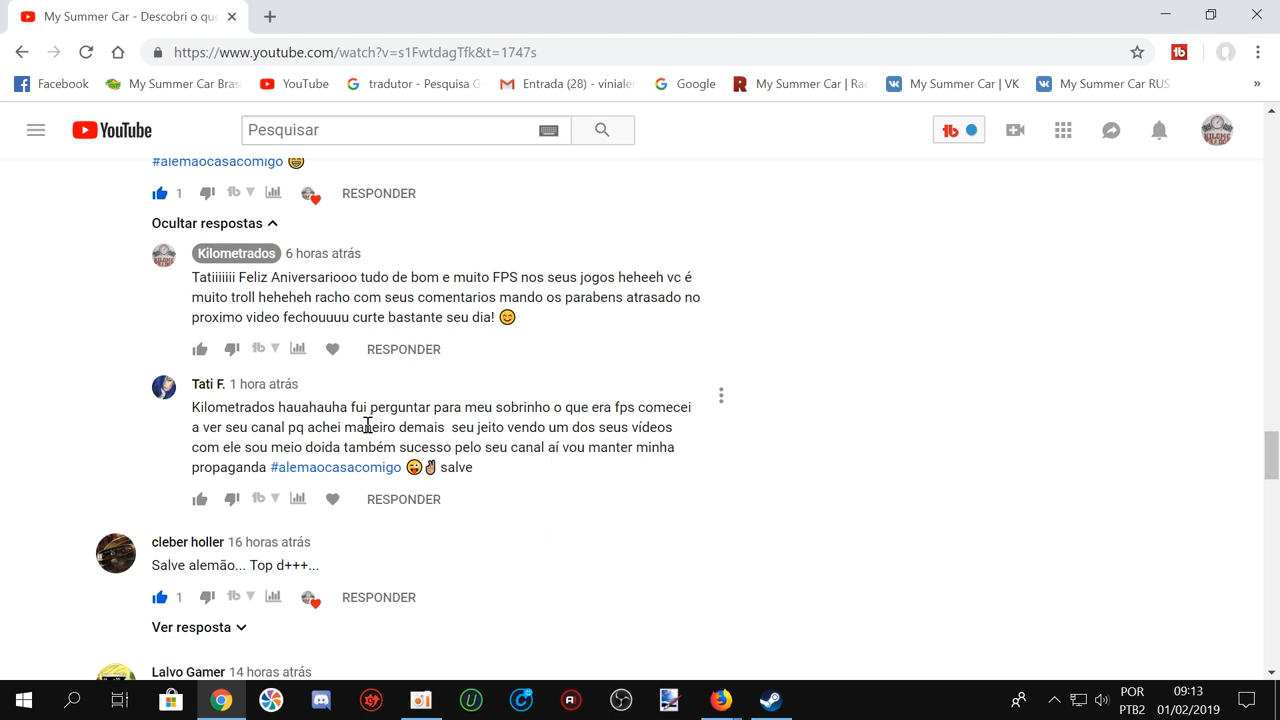 My Summer Car - Descobri o que
https://www.youtube.com/watch?v=s1FwtdagTfk&t=1747s
Facebook My Summer Car Bras YouTube tradutor - Pesquisa G Entrada (28) - viniale Google My Summer Car | Ra My Summer Car | VK My Summer Car RUS »
YouTube Pesquisar
#alemaocasacomigo
1 RESPONDER
Ocultar respostas
Kilometrados 6 horas atrás
Tatiiiiiii Feliz Aniversariooo tudo de bom e muito FPS nos seus jogos heheeh vc é
muito troll heheheh racho com seus comentarios mando os parabens atrasado no
proximo video fechouuuu curte bastante seu dia!
RESPONDER
Tati F. 1 hora atrás
Kilometrados hauahauha fui perguntar para meu sobrinho o que era fps comecei
a ver seu canal pq achei maneiro demais seu jeito vendo um dos seus vídeos
com ele sou meio doida também sucesso pelo seu canal aí vou manter minha
propaganda #alemaocasacomigo salve
RESPONDER
cleber holler 16 horas atrás
Salve alemão... Top d+++...
1 RESPONDER
Ver resposta
Lalvo Gamer 14 horas atrás
POR 09:13
PTB2 01/02/2019